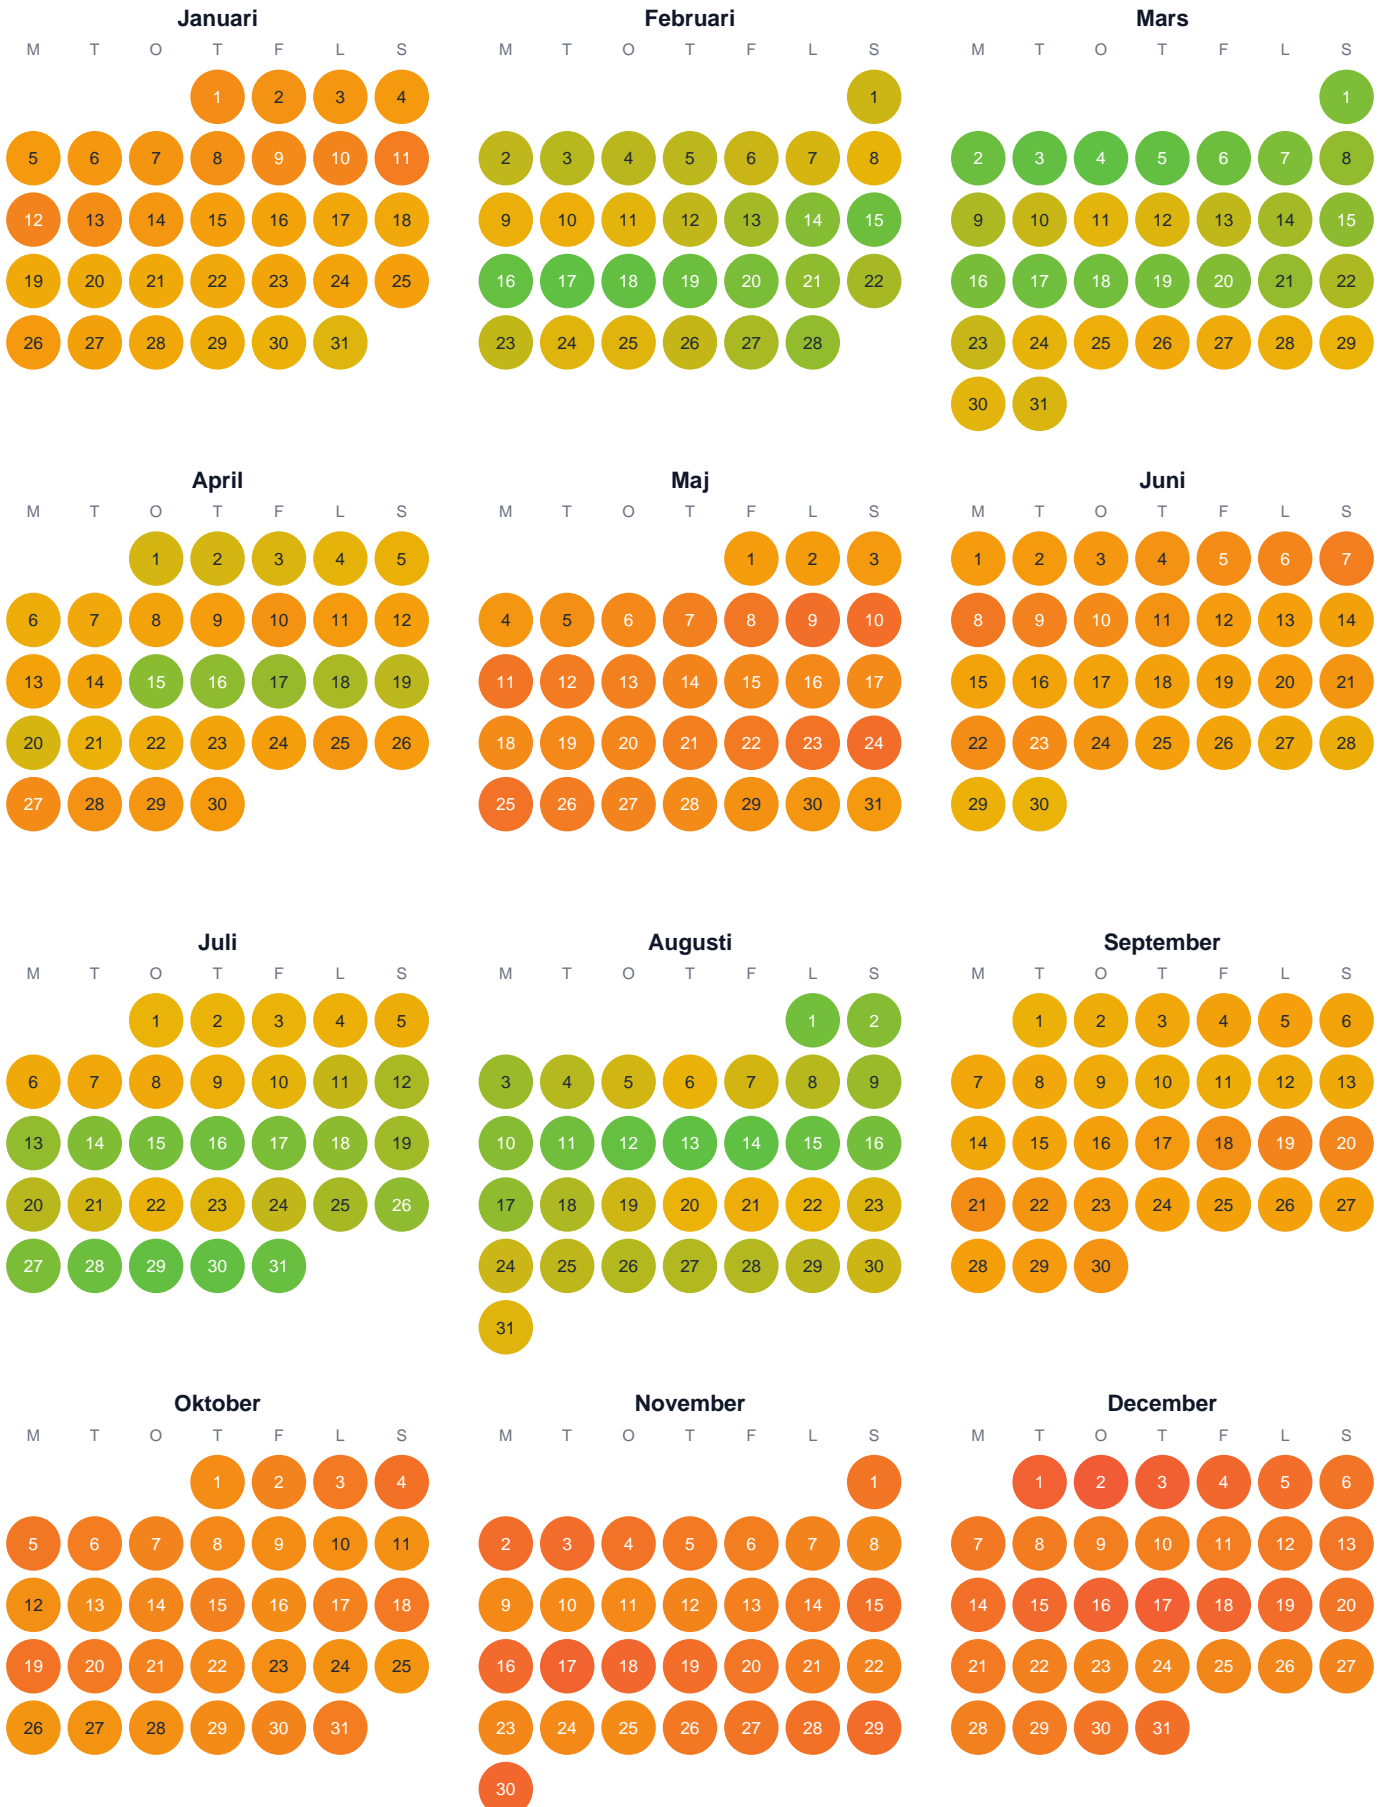 Januari
M T O T F L S
1 2 3 4
5 6 7 8 9 10 11
12 13 14 15 16 17 18
19 20 21 22 23 24 25
26 27 28 29 30 31
Februari
M T O T F L S
1
2 3 4 5 6 7 8
9 10 11 12 13 14 15
16 17 18 19 20 21 22
23 24 25 26 27 28
Mars
M T O T F L S
1
2 3 4 5 6 7 8
9 10 11 12 13 14 15
16 17 18 19 20 21 22
23 24 25 26 27 28 29
30 31
April
M T O T F L S
1 2 3 4 5
6 7 8 9 10 11 12
13 14 15 16 17 18 19
20 21 22 23 24 25 26
27 28 29 30
Maj
M T O T F L S
1 2 3
4 5 6 7 8 9 10
11 12 13 14 15 16 17
18 19 20 21 22 23 24
25 26 27 28 29 30 31
Juni
M T O T F L S
1 2 3 4 5 6 7
8 9 10 11 12 13 14
15 16 17 18 19 20 21
22 23 24 25 26 27 28
29 30
Juli
M T O T F L S
1 2 3 4 5
6 7 8 9 10 11 12
13 14 15 16 17 18 19
20 21 22 23 24 25 26
27 28 29 30 31
Augusti
M T O T F L S
1 2
3 4 5 6 7 8 9
10 11 12 13 14 15 16
17 18 19 20 21 22 23
24 25 26 27 28 29 30
31
September
M T O T F L S
1 2 3 4 5 6
7 8 9 10 11 12 13
14 15 16 17 18 19 20
21 22 23 24 25 26 27
28 29 30
Oktober
M T O T F L S
1 2 3 4
5 6 7 8 9 10 11
12 13 14 15 16 17 18
19 20 21 22 23 24 25
26 27 28 29 30 31
November
M T O T F L S
1
2 3 4 5 6 7 8
9 10 11 12 13 14 15
16 17 18 19 20 21 22
23 24 25 26 27 28 29
30
December
M T O T F L S
1 2 3 4 5 6
7 8 9 10 11 12 13
14 15 16 17 18 19 20
21 22 23 24 25 26 27
28 29 30 31